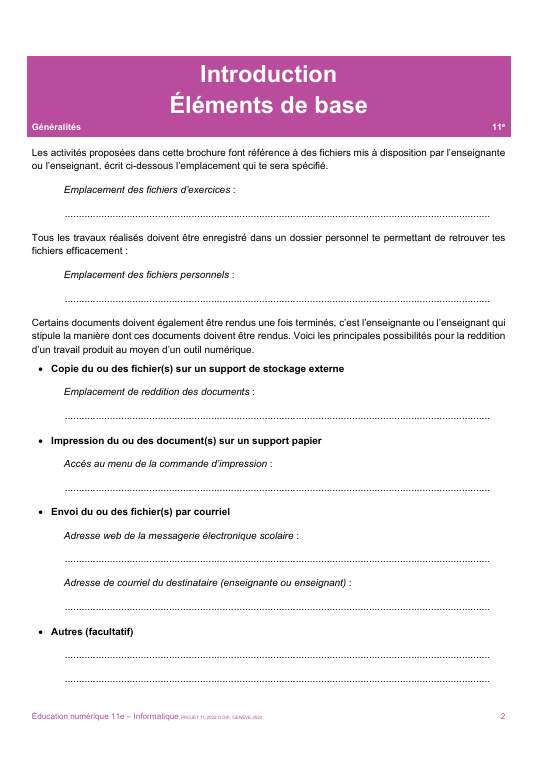 Introduction
Éléments de base
Généralités 11e
Les activités proposées dans cette brochure font référence à des fichiers mis à disposition par l'enseignante
ou l'enseignant, écrit ci-dessous l'emplacement qui te sera spécifié.
Emplacement des fichiers d'exercices :
Tous les travaux réalisés doivent être enregistré dans un dossier personnel te permettant de retrouver tes
fichiers efficacement :
Emplacement des fichiers personnels :
Certains documents doivent également être rendus une fois terminés, c'est l'enseignante ou l'enseignant qui
stipule la manière dont ces documents doivent être rendus. Voici les principales possibilités pour la reddition
d'un travail produit au moyen d'un outil numérique.
• Copie du ou des fichier(s) sur un support de stockage externe
Emplacement de reddition des documents :
• Impression du ou des document(s) sur un support papier
Accès au menu de la commande d'impression :
• Envoi du ou des fichier(s) par courriel
Adresse web de la messagerie électronique scolaire :
Adresse de courriel du destinataire (enseignante ou enseignant) :
• Autres (facultatif)
Éducation numérique 11e – Informatique PROJET 11.2022 © DIP, GENÈVE 2022 2